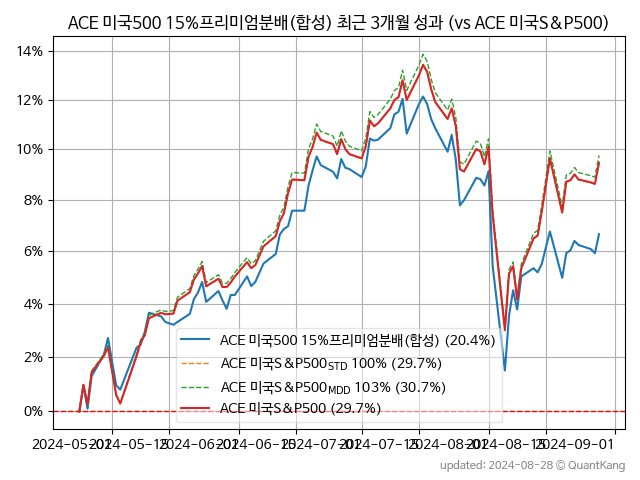 ACE 미국500 15%프리미엄분배(합성) 최근 3개월 성과 (vs ACE 미국S&P500)
14%
12%
10%
8%
6%
4%
2%
0%
ACE 미국500 15%프리미엄분배(합성) (20.4%)
ACE 미국S&P500STD 100% (29.7%)
ACE 미국S&P500MDD 103% (30.7%)
ACE 미국S&P500 (29.7%)
2024-05-01 2024-05-15 2024-06-01 2024-06-15 2024-07-01 2024-07-15 2024-08-01 2024-08-15 2024-09-01
updated: 2024-08-28 @ QuantKang